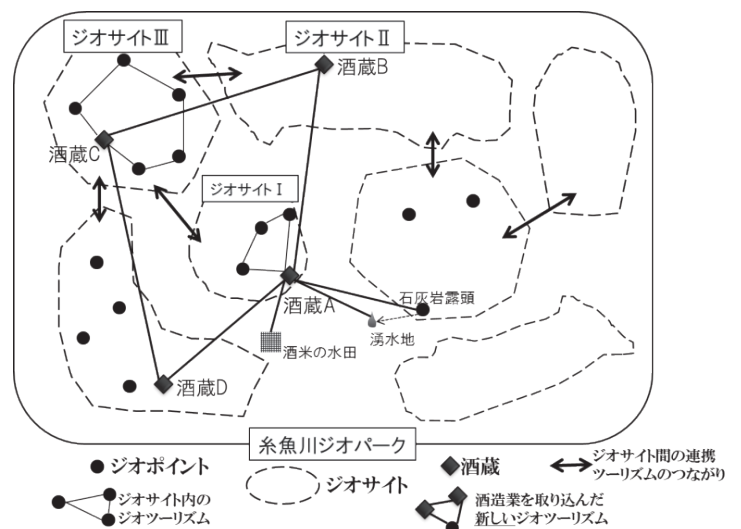 ジオサイトⅢ
ジオサイトⅡ
酒蔵B
酒蔵C
ジオサイトⅠ
酒蔵A
石灰岩露頭
湧水地
酒米の水田
酒蔵D
糸魚川ジオパーク
ジオポイント
ジオサイト
酒蔵
ジオサイト間の連携
ツーリズムのつながり
ジオサイト内の
ジオツーリズム
酒造業を取り込んだ
新しいジオツーリズム